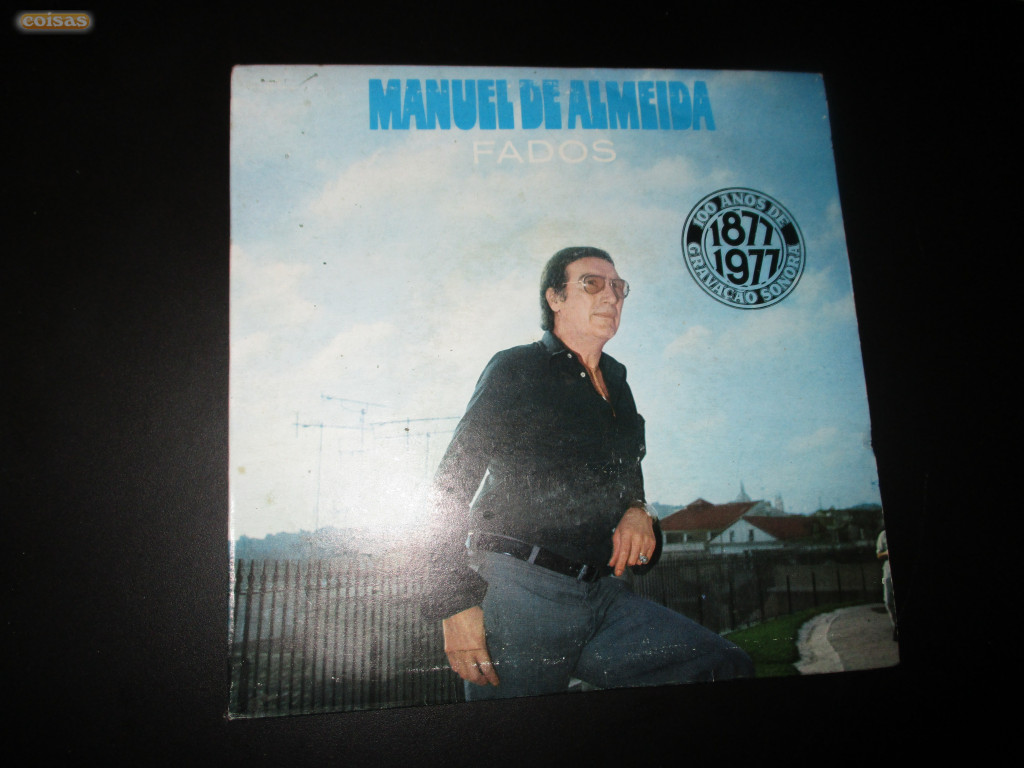 coisas
MANUEL DE ALMEIDA
FADOS
100 ANOS DE
1877
1977
GRAVAÇÃO SONORA